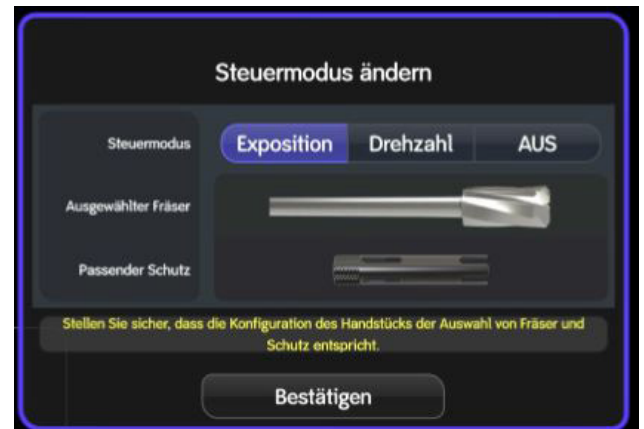 Steuermodus ändern
Steuermodus
Exposition Drehzahl AUS
Ausgewählter Fräser
Passender Schutz
Stellen Sie sicher, dass die Konfiguration des Handstücks der Auswahl von Fräser und
Schutz entspricht.
Bestätigen